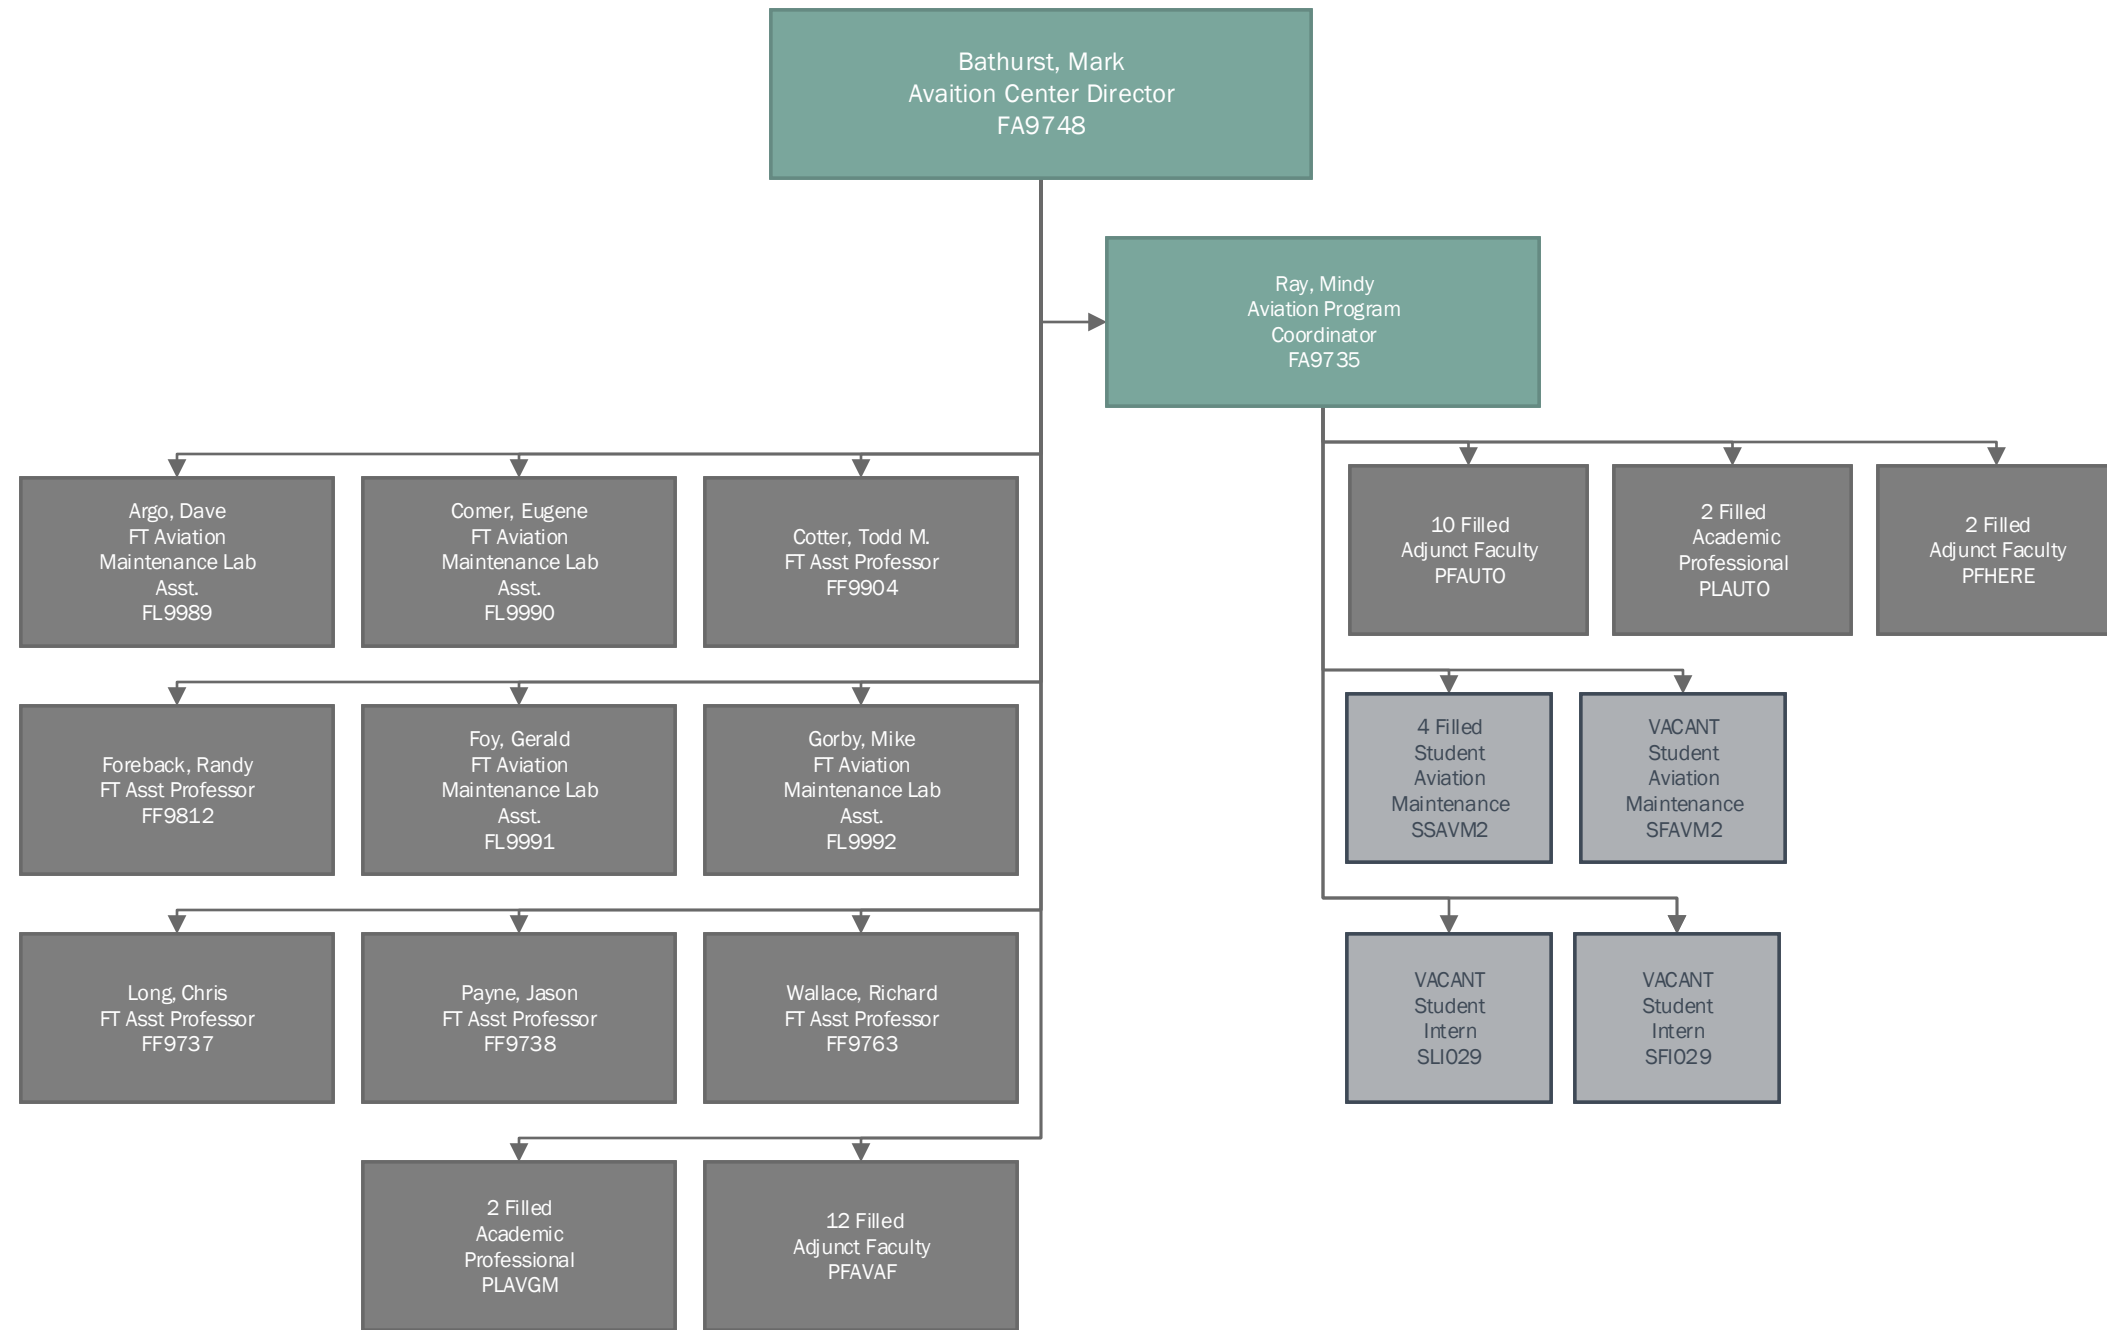 Bathurst, Mark
Avaition Center Director
FA9748
Ray, Mindy
Aviation Program
Coordinator
FA9735
Argo, Dave
FT Aviation
Maintenance Lab
Asst.
FL9989
Comer, Eugene
FT Aviation
Maintenance Lab
Asst.
FL9990
Cotter, Todd M.
FT Asst Professor
FF9904
10 Filled
Adjunct Faculty
PFAUTO
2 Filled
Academic
Professional
PLAUTO
2 Filled
Adjunct Faculty
PFHERE
Foreback, Randy
FT Asst Professor
FF9812
Foy, Gerald
FT Aviation
Maintenance Lab
Asst.
FL9991
Gorby, Mike
FT Aviation
Maintenance Lab
Asst.
FL9992
4 Filled
Student
Aviation
Maintenance
SSAVM2
VACANT
Student
Aviation
Maintenance
SFAVM2
Long, Chris
FT Asst Professor
FF9737
Payne, Jason
FT Asst Professor
FF9738
Wallace, Richard
FT Asst Professor
FF9763
VACANT
Student
Intern
SLI029
VACANT
Student
Intern
SFI029
2 Filled
Academic
Professional
PLAVGM
12 Filled
Adjunct Faculty
PFAVAF